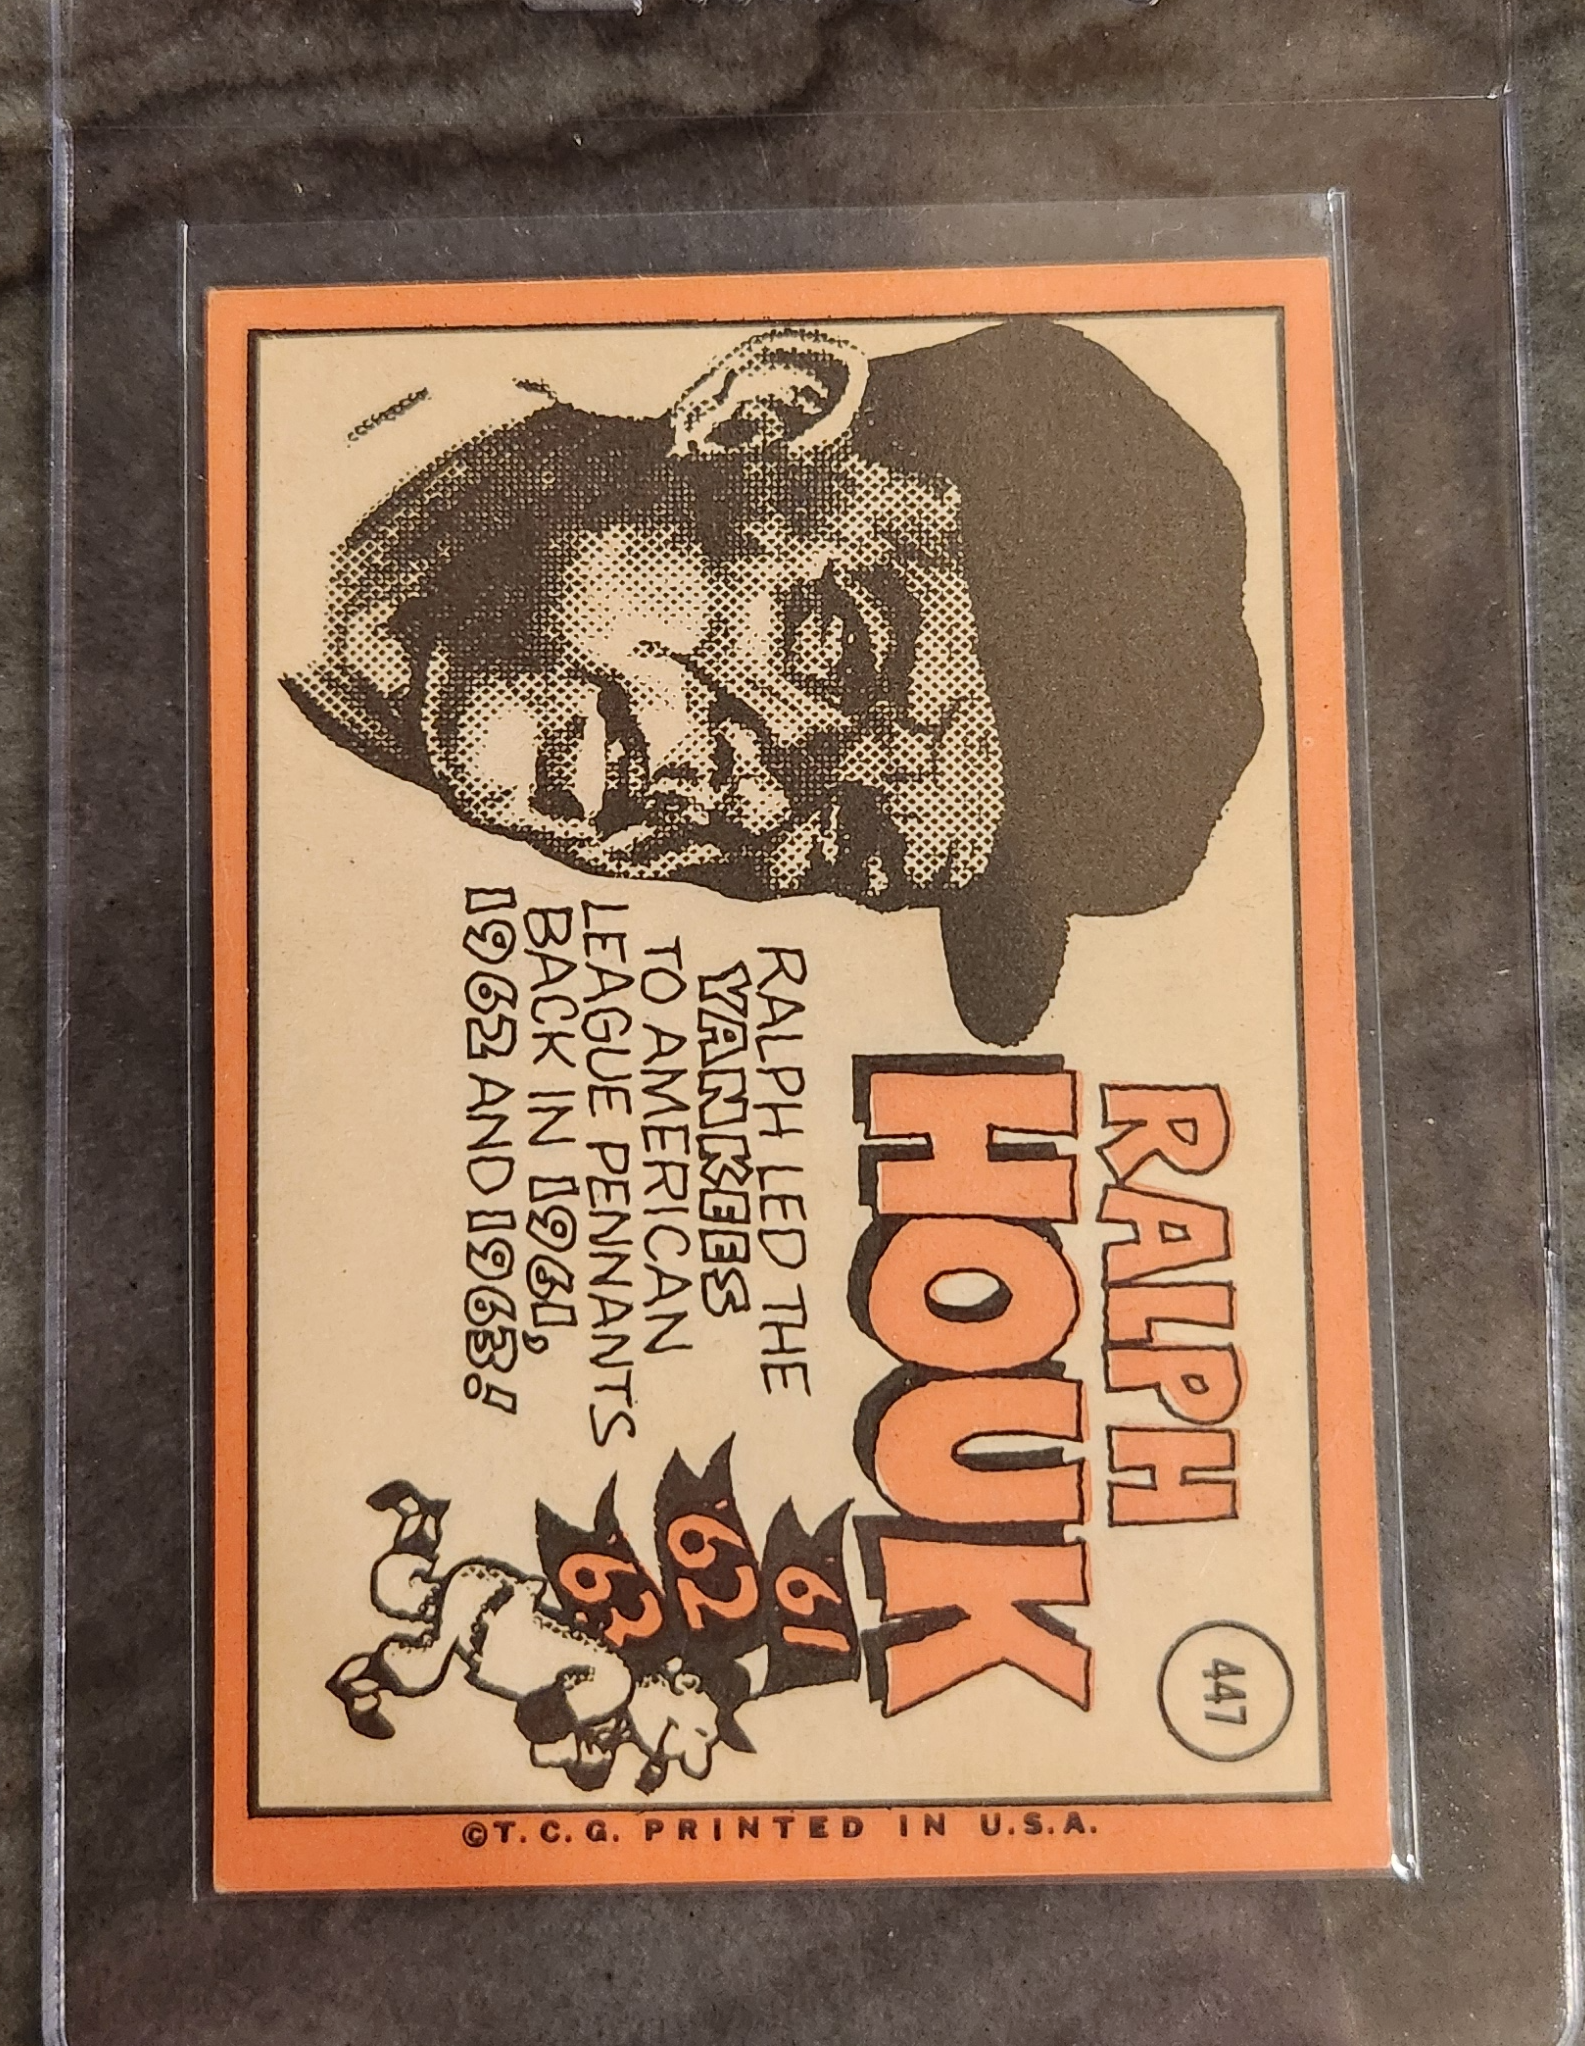 447
RALPH
HOUK
RALPH LED THE
YANKEES
TO AMERICAN
LEAGUE PENNANTS
BACK IN 1961,
1962 AND 1963!
'61
'62
'63
©T.C.G. PRINTED IN U.S.A.